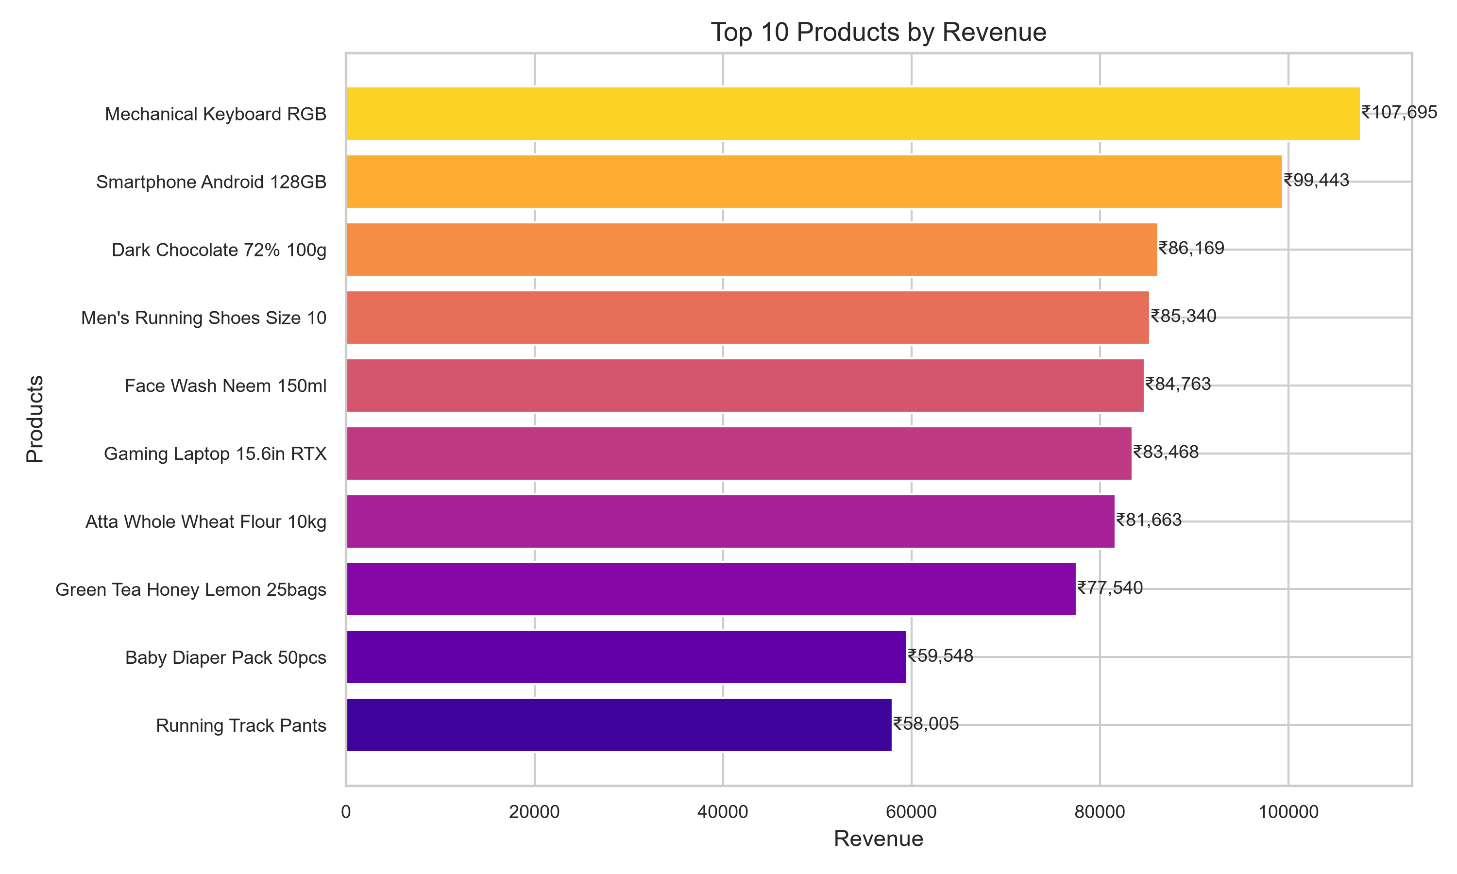 Top 10 Products by Revenue
Mechanical Keyboard RGB ₹107,695
Smartphone Android 128GB ₹99,443
Dark Chocolate 72% 100g ₹86,169
Men's Running Shoes Size 10 ₹85,340
Face Wash Neem 150ml ₹84,763
Gaming Laptop 15.6in RTX ₹83,468
Atta Whole Wheat Flour 10kg ₹81,663
Green Tea Honey Lemon 25bags ₹77,540
Baby Diaper Pack 50pcs ₹59,548
Running Track Pants ₹58,005
Products
0 20000 40000 60000 80000 100000
Revenue